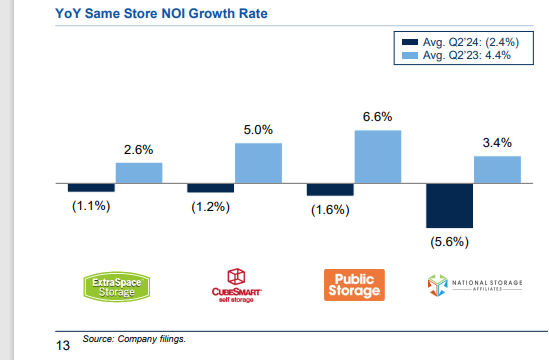 YoY Same Store NOI Growth Rate
Avg. Q2'24: (2.4%)
Avg. Q2'23: 4.4%
2.6%
5.0%
6.6%
3.4%
(1.1%)
(1.2%)
(1.6%)
(5.6%)
ExtraSpace
Storage
CUBESMART
self storage
Public
Storage
NATIONAL STORAGE
AFFILIATES
13
Source: Company filings.